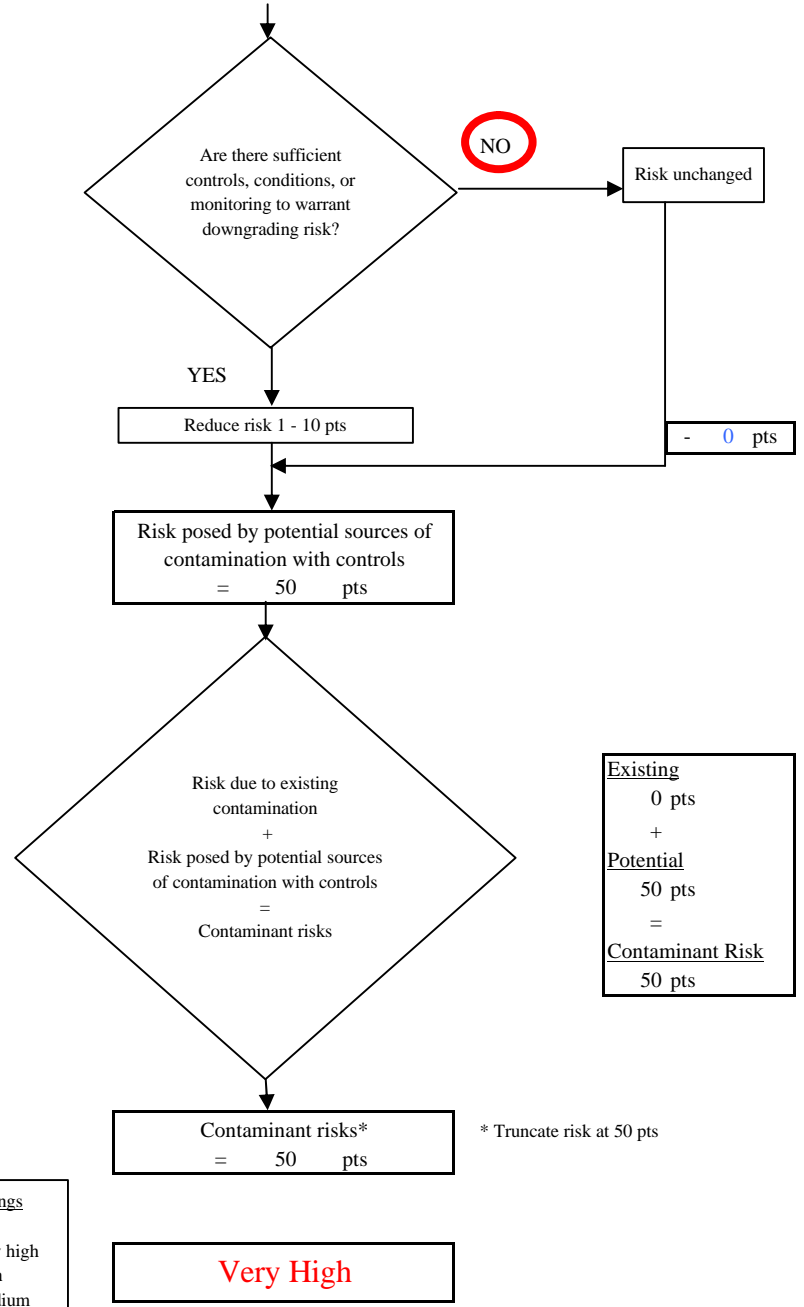 Are there sufficient
controls, conditions, or
monitoring to warrant
downgrading risk?
NO
Risk unchanged
YES
Reduce risk 1 - 10 pts
- 0 pts
Risk posed by potential sources of
contamination with controls
= 50 pts
Risk due to existing
contamination
+
Risk posed by potential sources
of contamination with controls
=
Contaminant risks
Existing
0 pts
+
Potential
50 pts
=
Contaminant Risk
50 pts
Contaminant risks*
= 50 pts
* Truncate risk at 50 pts
high
Very High